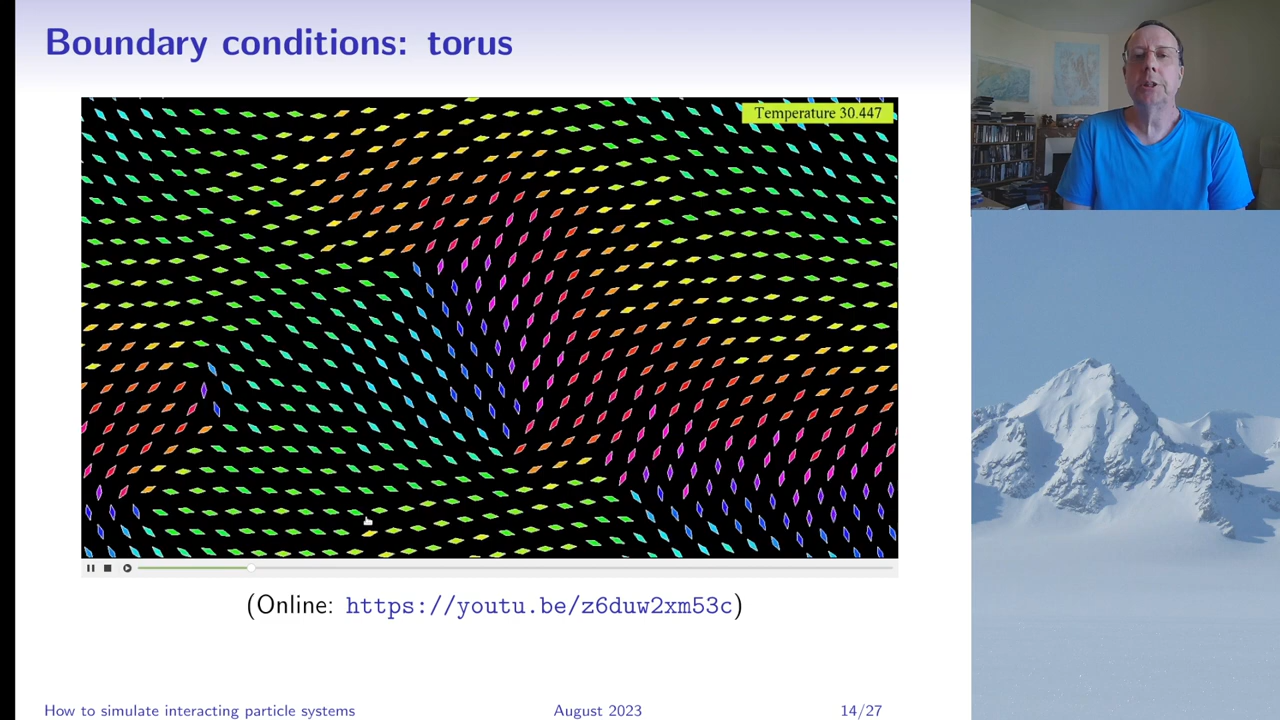 Boundary conditions: torus
Temperature 30.447
(Online: https://youtu.be/z6duw2xm53c)
How to simulate interacting particle systems August 2023 14/27